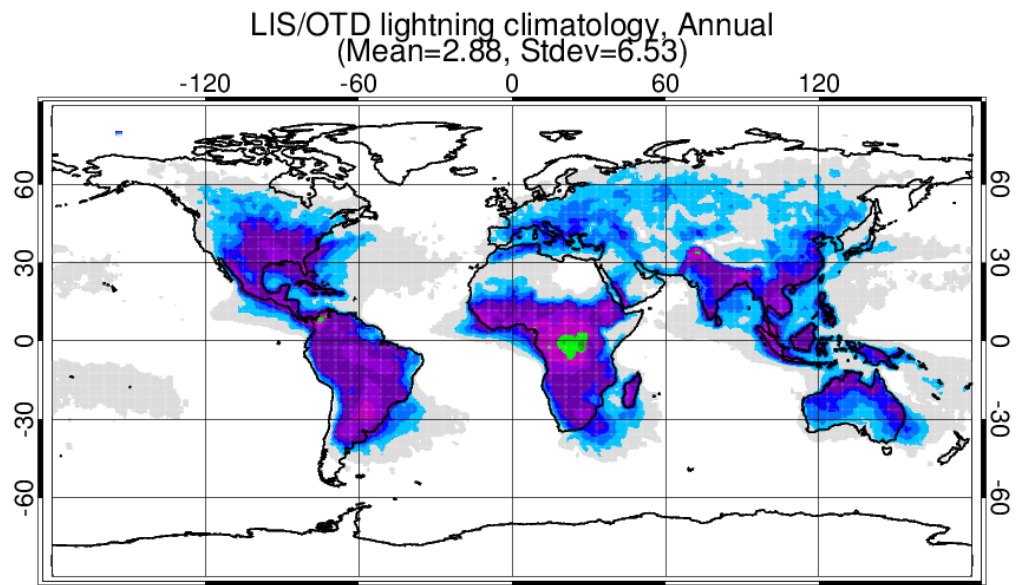 LIS/OTD lightning climatology, Annual
(Mean=2.88, Stdev=6.53)
-120 -60 0 60 120
60 60
30 30
0 0
-30 -30
-60 -60